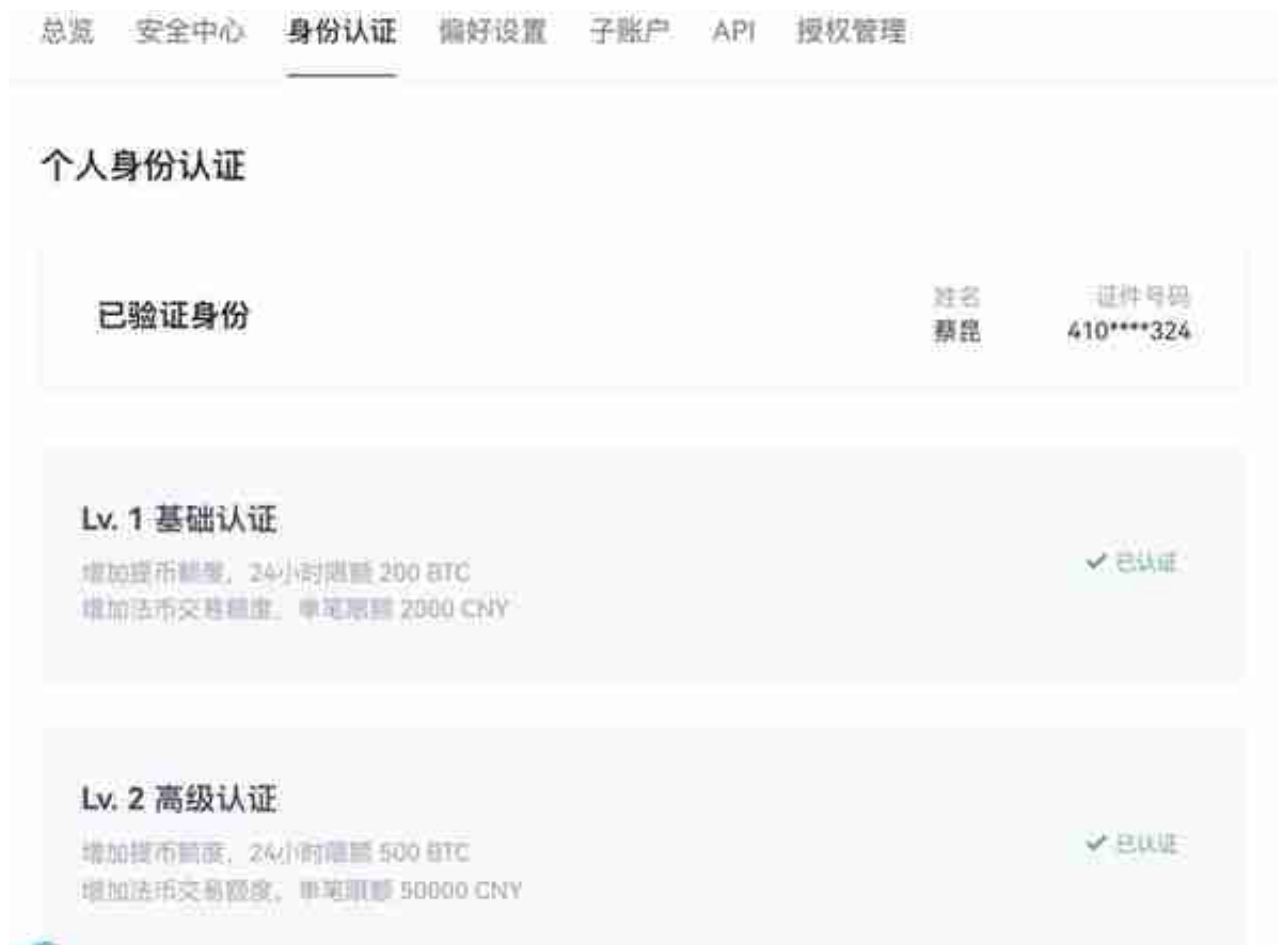 总览 安全中心 身份认证 偏好设置 子账户 API 授权管理
个人身份认证
已验证身份
姓名 证件号码
蔡昆 410****324
Lv. 1 基础认证
增加提币额度，24小时限额 200 BTC
增加法币交易额度，单笔限额 2000 CNY
✓ 已认证
Lv. 2 高级认证
增加提币额度，24小时限额 500 BTC
增加法币交易额度，单笔限额 50000 CNY
✓ 已认证